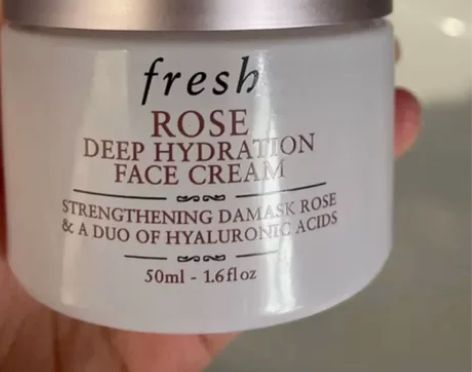 fresh
ROSE
DEEP HYDRATION
FACE CREAM
STRENGTHENING DAMASK ROSE
& A DUO OF HYALURONIC ACIDS
50ml - 1.6fl oz